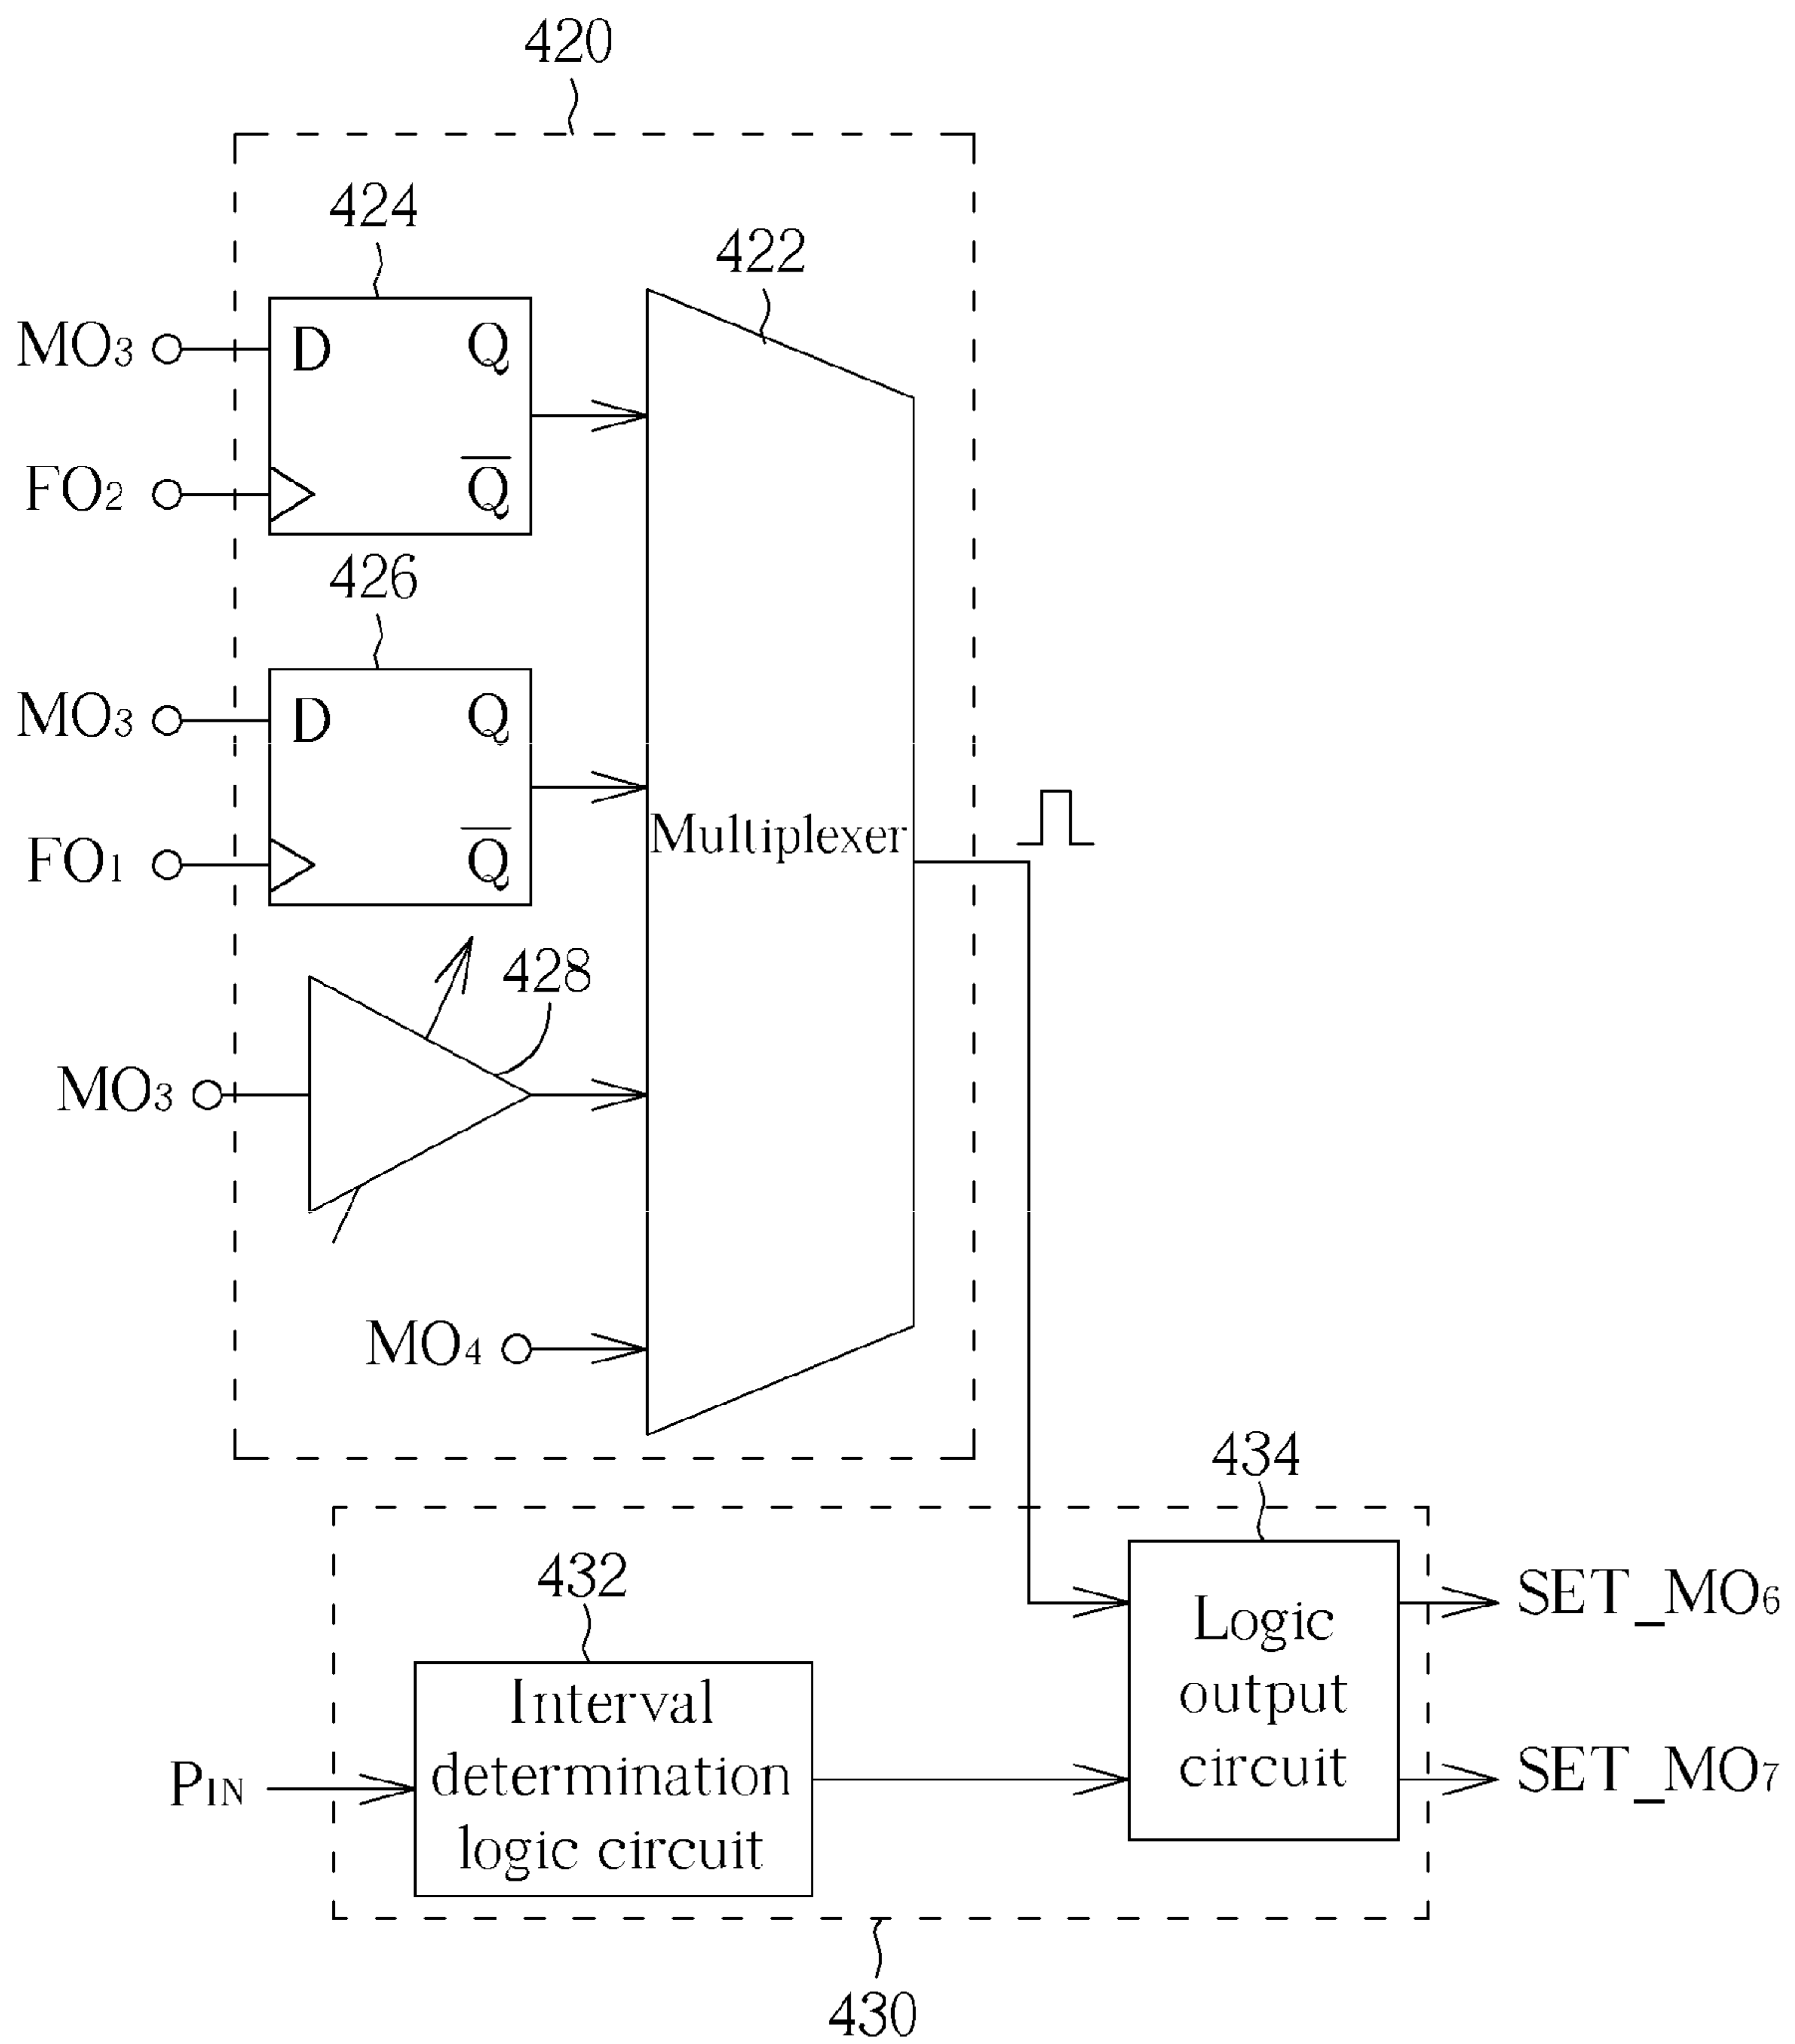 420
424
422
MO3
D
Q
FO2
Q̅
426
MO3
D
Q
Multiplexer
FO1
Q̅
428
MO3
MO4
434
432
SET_MO6
Logic
output
circuit
Interval
determination
logic circuit
PIN
SET_MO7
430